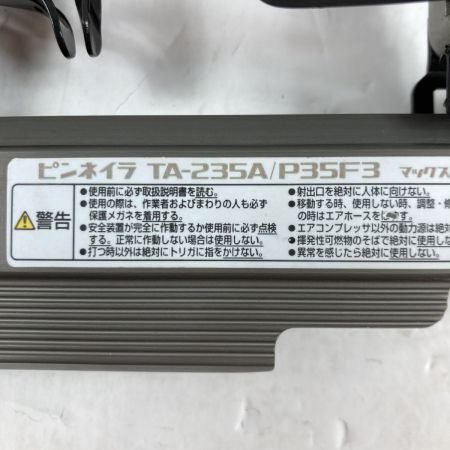 ピンネイラ TA-235A/P35F3 マックス
警告
●使用前に必ず取扱説明書を読む。
●使用の際は、作業者およびまわりの人も必ず
保護メガネを着用する。
●安全装置が完全に作動するか使用前に必ず点検
する。正常に作動しない場合は使用しない。
●打つ時以外は絶対にトリガに指をかけない。
●射出口を絶対に人体に向けない。
●移動する時、使用しない時、調整・修
の時はエアホースをはずす。
●エアコンプレッサ以外の動力源は絶対
●揮発性可燃物のそばで絶対に使用しな
●異常を感じたら絶対に使用しない。